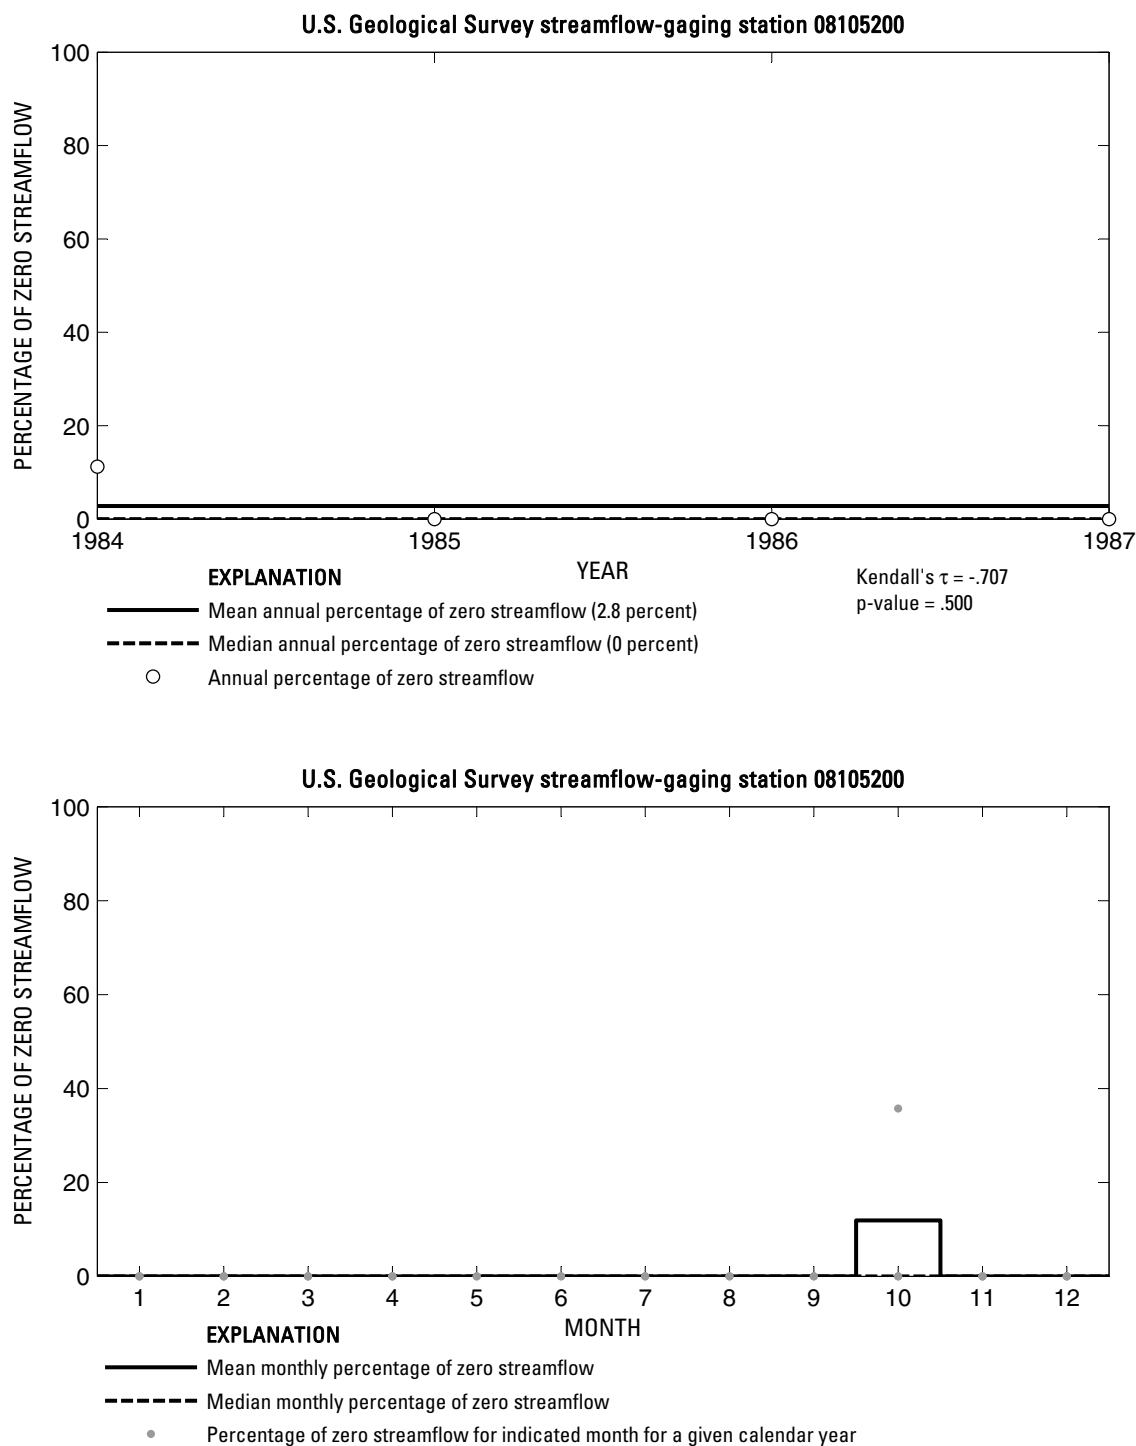 U.S. Geological Survey streamflow-gaging station 08105200
100
80
60
40
20
0
PERCENTAGE OF ZERO STREAMFLOW
1984 1985 1986 1987
YEAR
EXPLANATION
Mean annual percentage of zero streamflow (2.8 percent)
Median annual percentage of zero streamflow (0 percent)
Annual percentage of zero streamflow
Kendall's τ = -.707
p-value = .500
U.S. Geological Survey streamflow-gaging station 08105200
100
80
60
40
20
0
PERCENTAGE OF ZERO STREAMFLOW
1 2 3 4 5 6 7 8 9 10 11 12
MONTH
EXPLANATION
Mean monthly percentage of zero streamflow
Median monthly percentage of zero streamflow
Percentage of zero streamflow for indicated month for a given calendar year